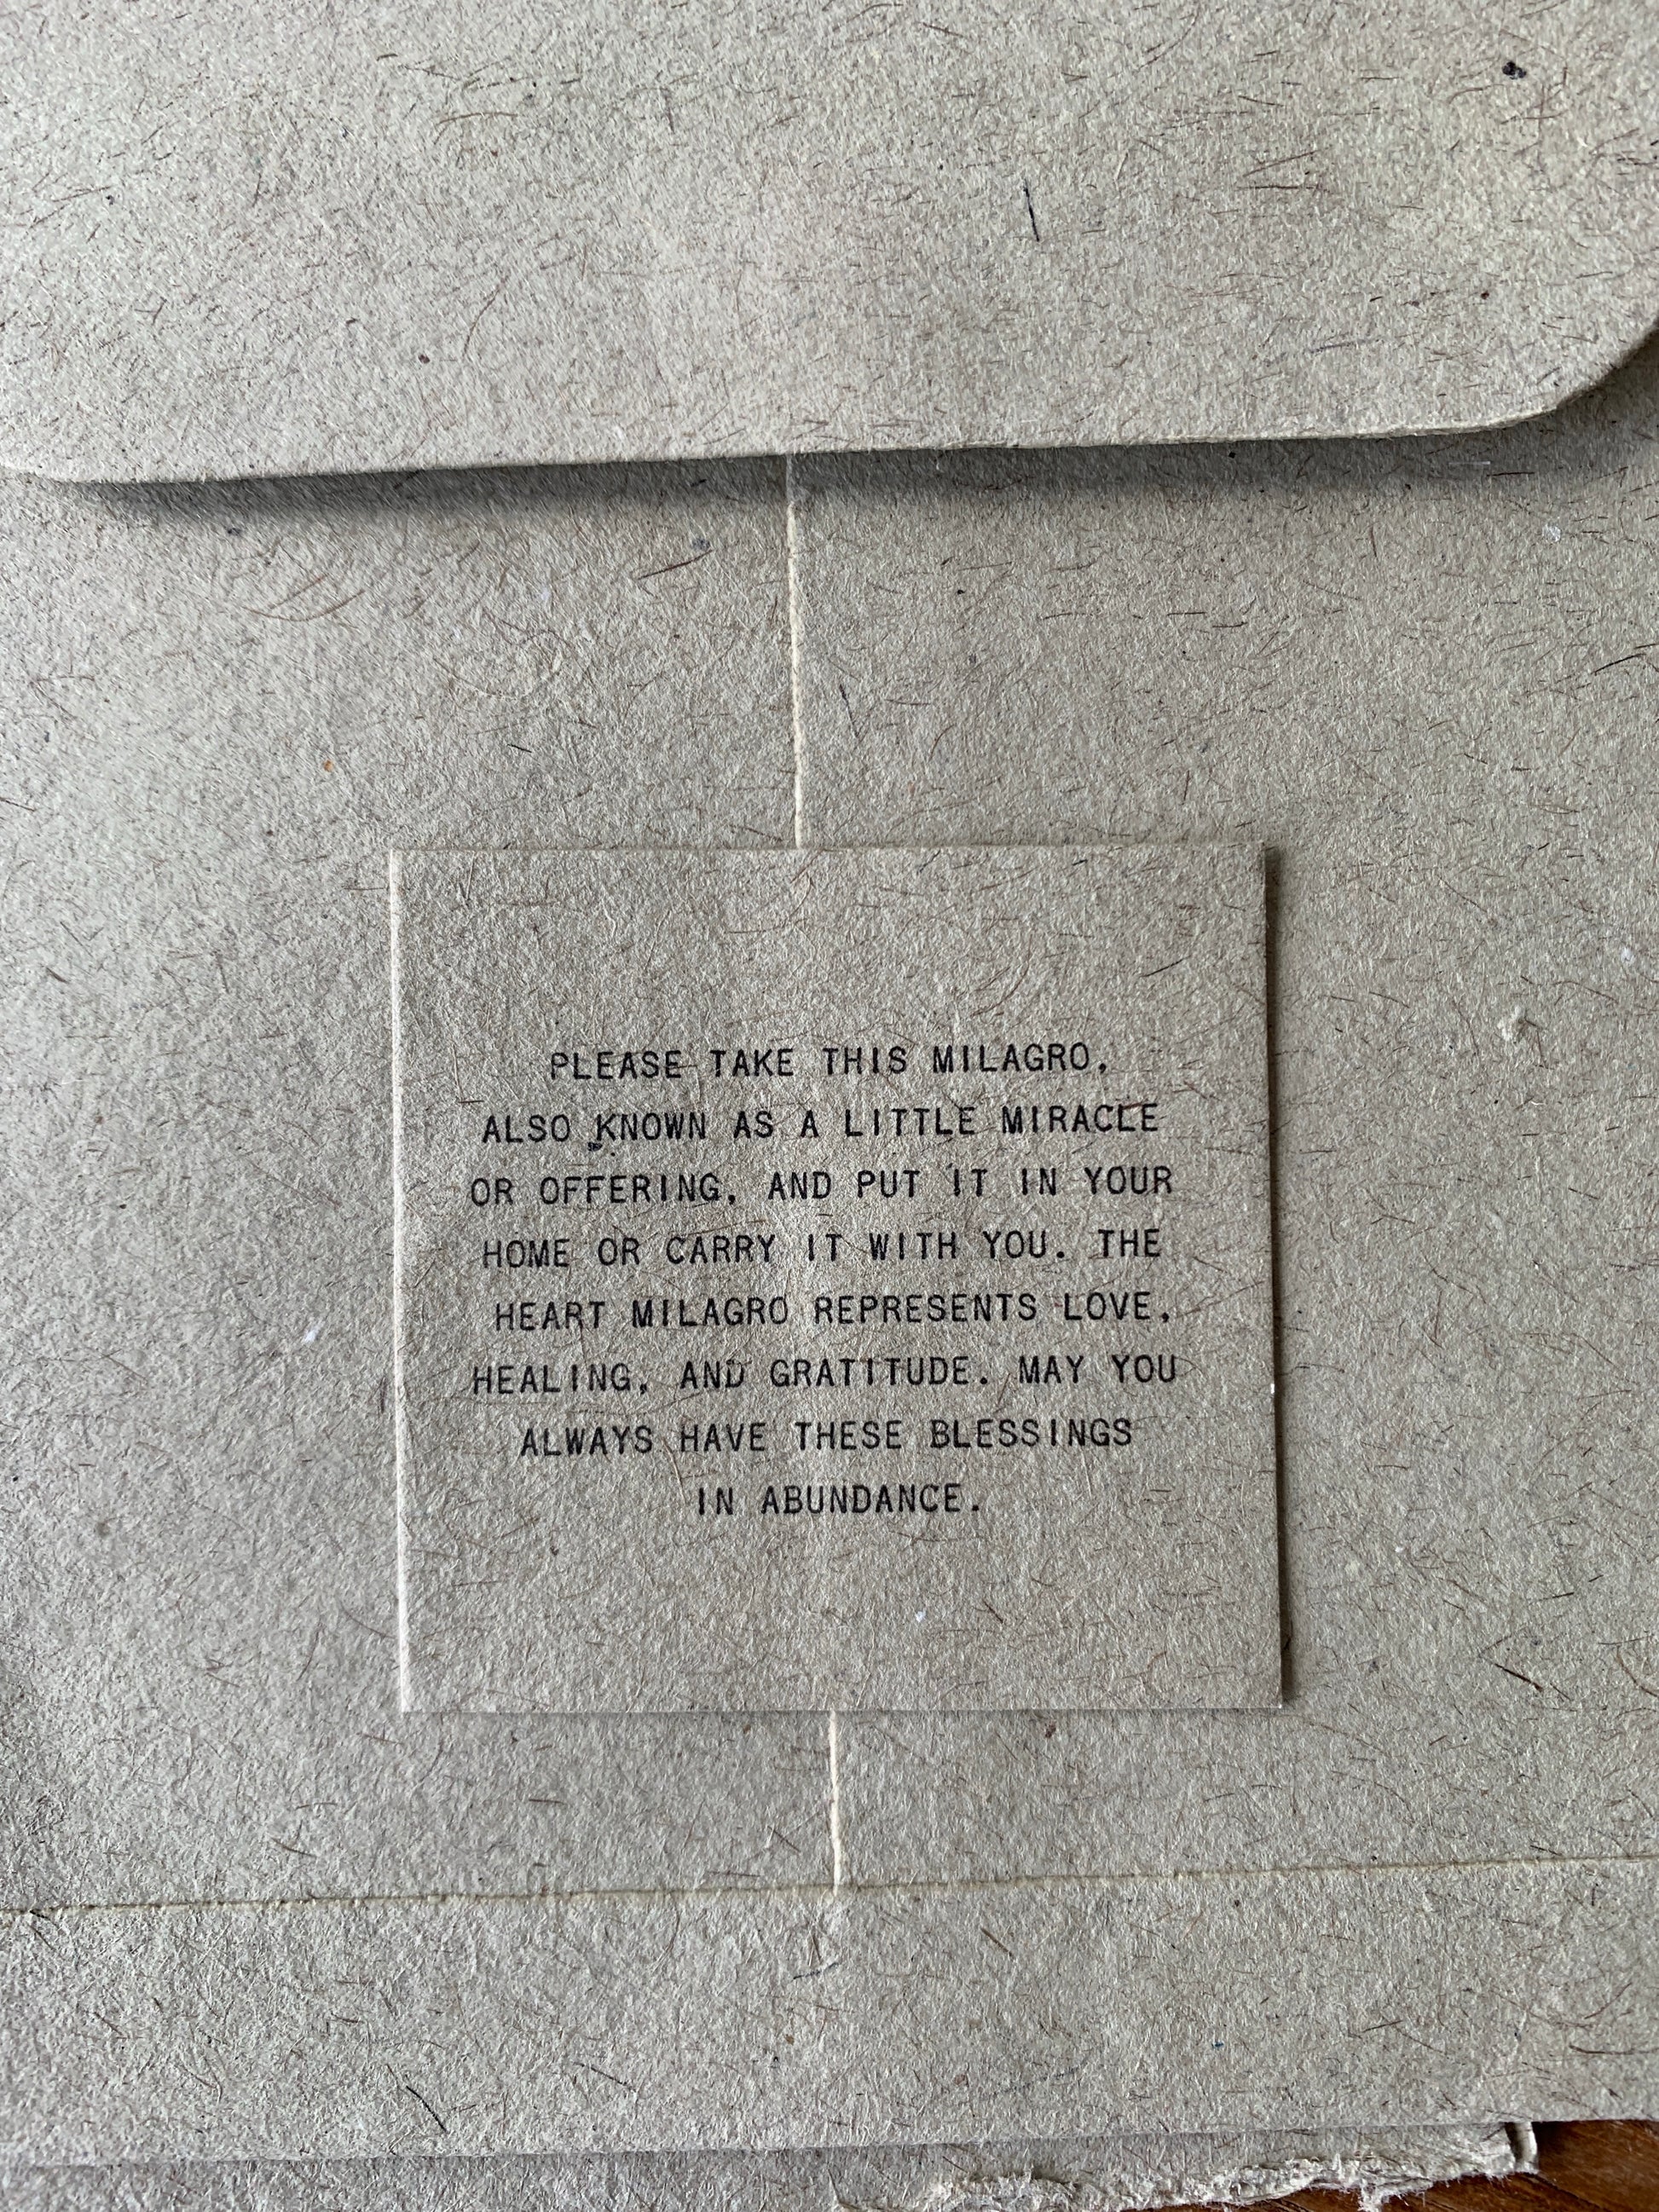 PLEASE TAKE THIS MILAGRO,
ALSO KNOWN AS A LITTLE MIRACLE
OR OFFERING, AND PUT IT IN YOUR
HOME OR CARRY IT WITH YOU. THE
HEART MILAGRO REPRESENTS LOVE,
HEALING, AND GRATITUDE. MAY YOU
ALWAYS HAVE THESE BLESSINGS
IN ABUNDANCE.